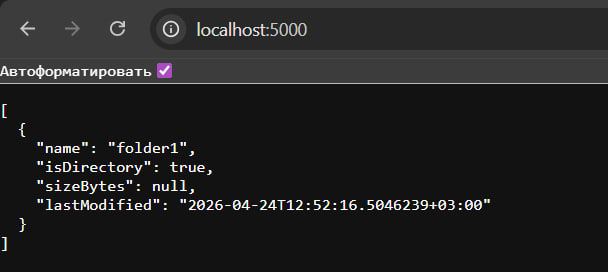 localhost:5000
Автоформатировать
[
  {
    "name": "folder1",
    "isDirectory": true,
    "sizeBytes": null,
    "lastModified": "2026-04-24T12:52:16.5046239+03:00"
  }
]